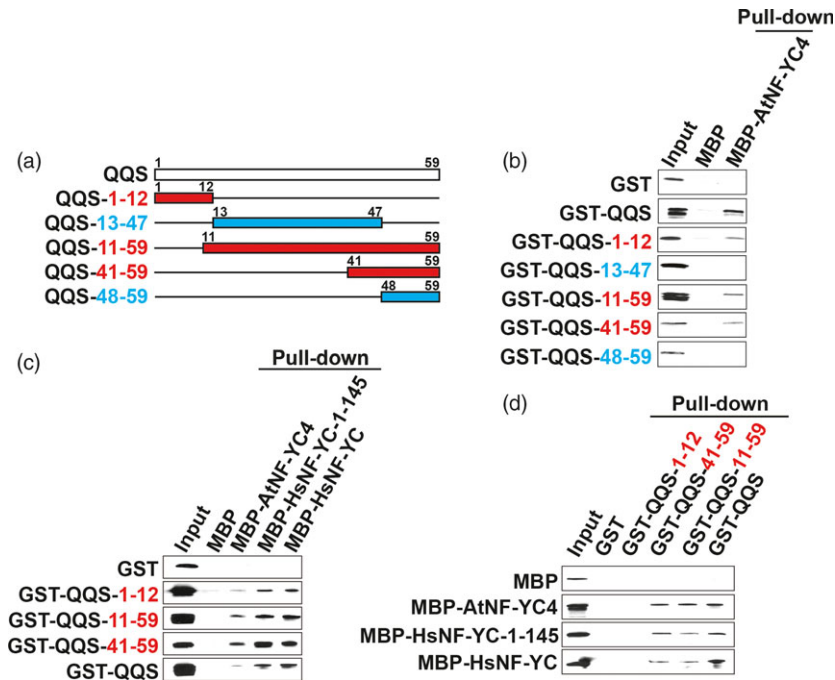 (a)
QQS
1 59
QQS-1-12
1 12
QQS-13-47
13 47
QQS-11-59
11 59
QQS-41-59
41 59
QQS-48-59
48 59
(b)
Pull-down
Input
MBP
MBP-AtNF-YC4
GST
GST-QQS
GST-QQS-1-12
GST-QQS-13-47
GST-QQS-11-59
GST-QQS-41-59
GST-QQS-48-59
(c)
Pull-down
Input
MBP
MBP-AtNF-YC4
MBP-HsNF-YC-1-145
MBP-HsNF-YC
GST
GST-QQS-1-12
GST-QQS-11-59
GST-QQS-41-59
GST-QQS
(d)
Pull-down
Input
GST
GST-QQS-1-12
GST-QQS-41-59
GST-QQS-11-59
GST-QQS
MBP
MBP-AtNF-YC4
MBP-HsNF-YC-1-145
MBP-HsNF-YC